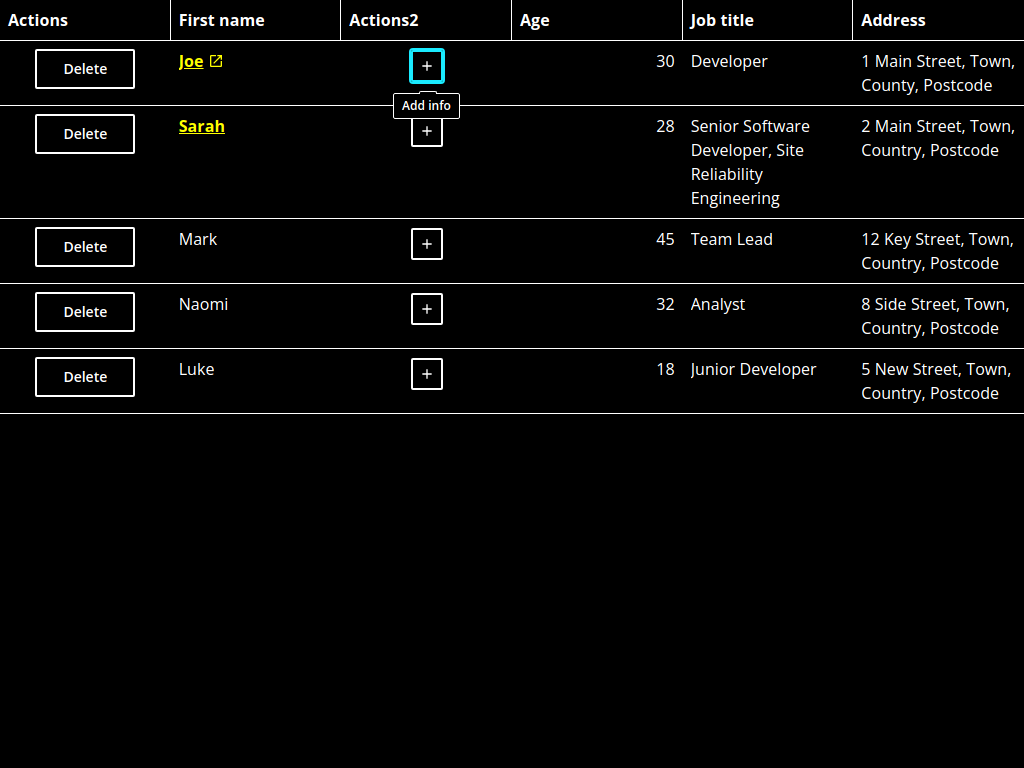 Actions First name Actions2 Age Job title Address
Delete Joe + 30 Developer 1 Main Street, Town,
County, Postcode
Add info
Delete Sarah + 28 Senior Software 2 Main Street, Town,
Developer, Site Country, Postcode
Reliability
Engineering
Delete Mark + 45 Team Lead 12 Key Street, Town,
Country, Postcode
Delete Naomi + 32 Analyst 8 Side Street, Town,
Country, Postcode
Delete Luke + 18 Junior Developer 5 New Street, Town,
Country, Postcode